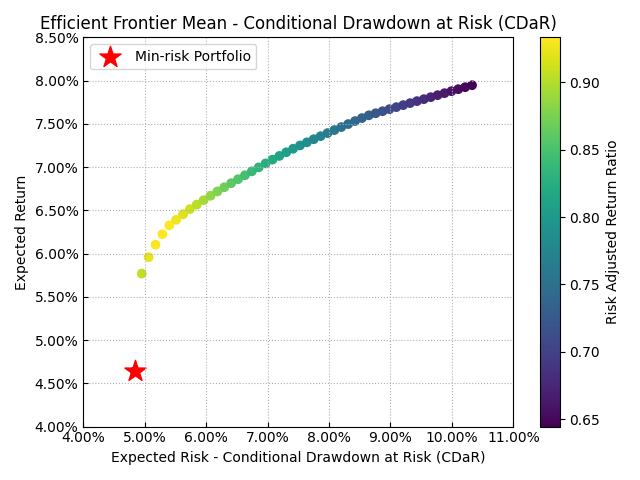 Efficient Frontier Mean - Conditional Drawdown at Risk (CDaR)
Min-risk Portfolio
8.50%
8.00%
7.50%
7.00%
6.50%
6.00%
5.50%
5.00%
4.50%
4.00%
Expected Return
4.00% 5.00% 6.00% 7.00% 8.00% 9.00% 10.00% 11.00%
Expected Risk - Conditional Drawdown at Risk (CDaR)
0.90
0.85
0.80
0.75
0.70
0.65
Risk Adjusted Return Ratio